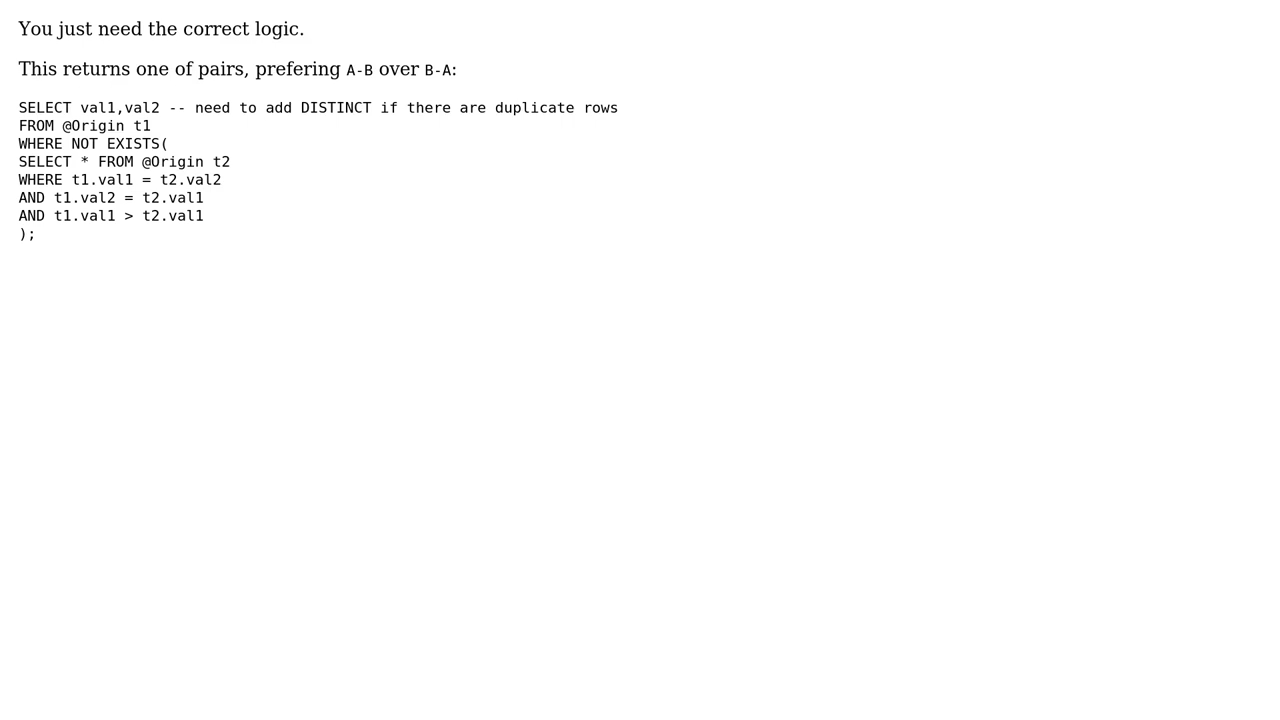 You just need the correct logic.
This returns one of pairs, prefering A-B over B-A:
SELECT val1,val2 -- need to add DISTINCT if there are duplicate rows
FROM @Origin t1
WHERE NOT EXISTS(
SELECT * FROM @Origin t2
WHERE t1.val1 = t2.val2
AND t1.val2 = t2.val1
AND t1.val1 > t2.val1
);